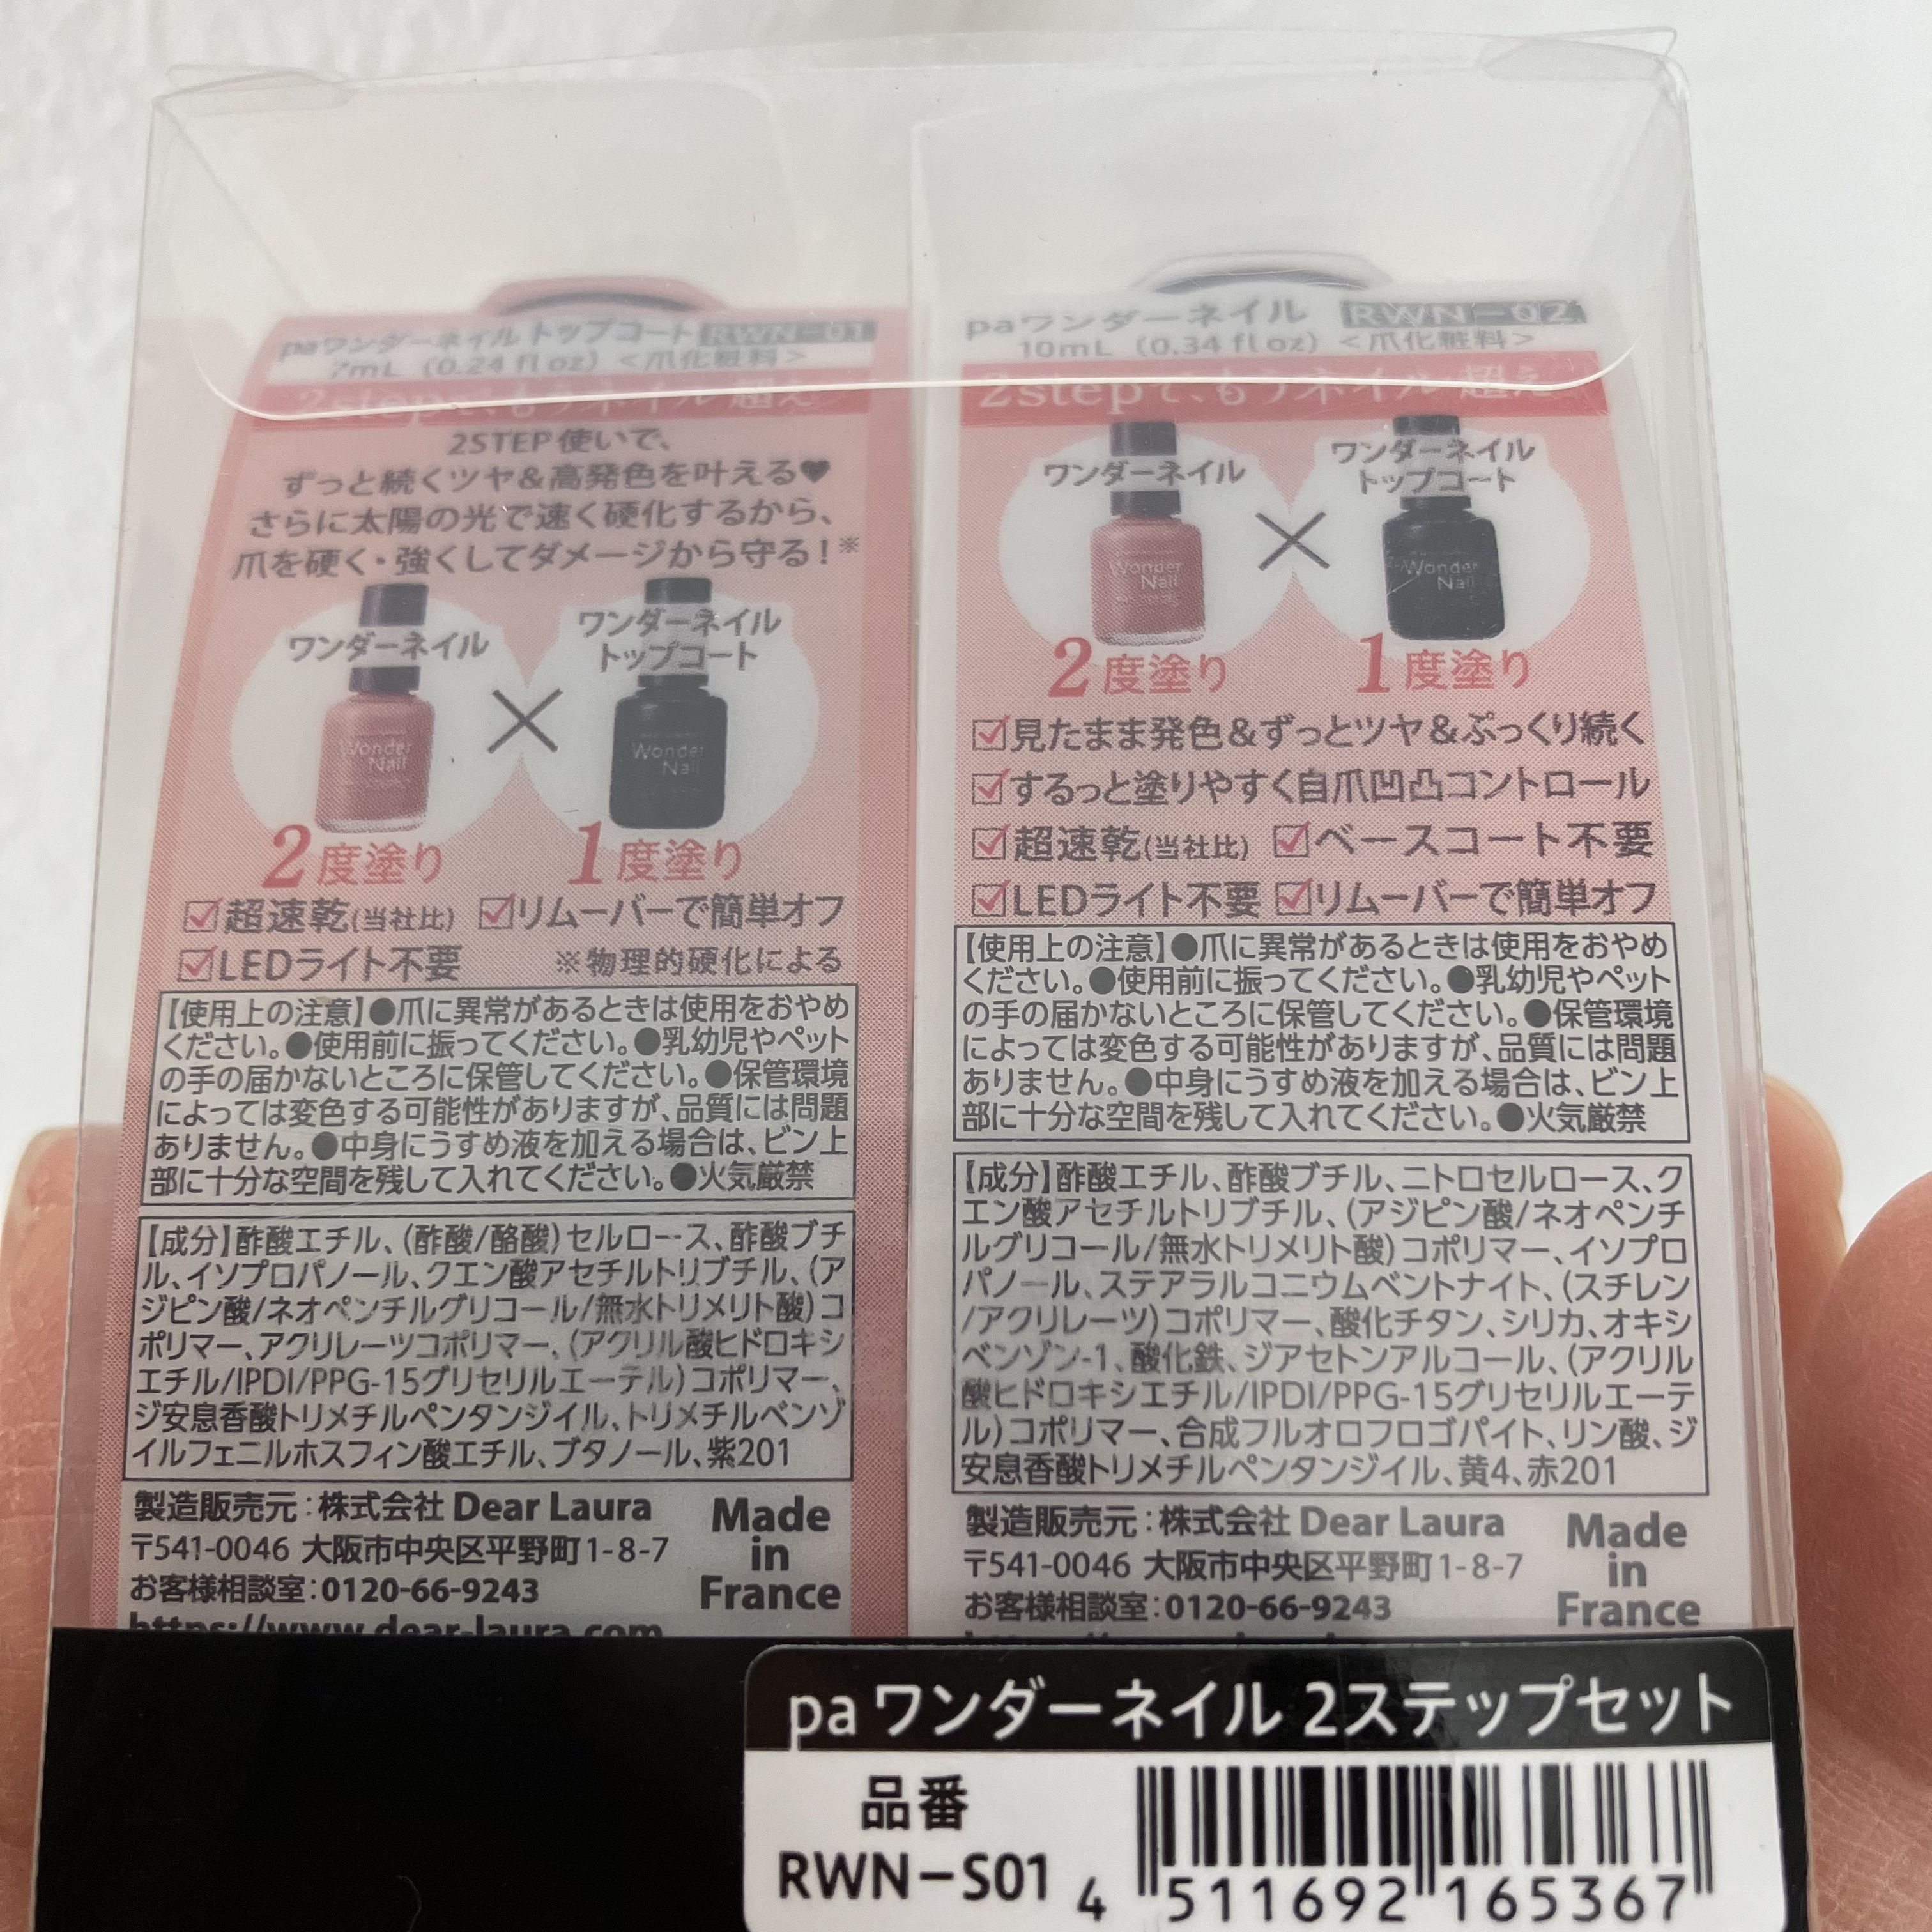 paワンダーネイル トップコート RWN-01
7mL (0.24 fl oz) <爪化粧料>
2stepで、もうネイル超え
2STEP使いで、
ずっと続くツヤ&高発色を叶える♥
さらに太陽の光で速く硬化するから、
爪を硬く・強くしてダメージから守る!※
ワンダーネイル
ワンダーネイル
トップコート
Wonder
Nail
×
Wonder
Nail
2度塗り
1度塗り
☑超速乾(当社比) ☑リムーバーで簡単オフ
☑LEDライト不要 ※物理的硬化による
【使用上の注意】●爪に異常があるときは使用をおやめ
ください。●使用前に振ってください。●乳幼児やペット
の手の届かないところに保管してください。●保管環境
によっては変色する可能性がありますが、品質には問題
ありません。●中身にうすめ液を加える場合は、ビン上
部に十分な空間を残して入れてください。●火気厳禁
【成分】酢酸エチル、(酢酸/酪酸)セルロース、酢酸ブチ
ル、イソプロパノール、クエン酸アセチルトリブチル、(ア
ジピン酸/ネオペンチルグリコール/無水トリメリト酸)コ
ポリマー、アクリレーツコポリマー、(アクリル酸ヒドロキシ
エチル/IPDI/PPG-15グリセリルエーテル)コポリマー、
ジ安息香酸トリメチルペンタンジイル、トリメチルベンゾ
イルフェニルホスフィン酸エチル、ブタノール、紫201
製造販売元:株式会社 Dear Laura
〒541-0046 大阪市中央区平野町1-8-7
お客様相談室:0120-66-9243
https://www.dear-laura.com
Made
in
France
paワンダーネイル RWN-02
10mL (0.34 fl oz) <爪化粧料>
2stepで、もうネイル超え
ワンダーネイル
ワンダーネイル
トップコート
Wonder
Nail
×
Wonder
Nail
2度塗り
1度塗り
☑見たまま発色&ずっとツヤ&ぷっくり続く
☑するっと塗りやすく自爪凹凸コントロール
☑超速乾(当社比) ☑ベースコート不要
☑LEDライト不要 ☑リムーバーで簡単オフ
【使用上の注意】●爪に異常があるときは使用をおやめ
ください。●使用前に振ってください。●乳幼児やペット
の手の届かないところに保管してください。●保管環境
によっては変色する可能性がありますが、品質には問題
ありません。●中身にうすめ液を加える場合は、ビン上
部に十分な空間を残して入れてください。●火気厳禁
【成分】酢酸エチル、酢酸ブチル、ニトロセルロース、ク
エン酸アセチルトリブチル、(アジピン酸/ネオペンチ
ルグリコール/無水トリメリト酸)コポリマー、イソプロ
パノール、ステアラルコニウムベントナイト、(スチレン
/アクリレーツ)コポリマー、酸化チタン、シリカ、オキシ
ベンゾン-1、酸化鉄、ジアセトンアルコール、(アクリル
酸ヒドロキシエチル/IPDI/PPG-15グリセリルエーテ
ル)コポリマー、合成フルオロフロゴパイト、リン酸、ジ
安息香酸トリメチルペンタンジイル、黄4、赤201
製造販売元:株式会社 Dear Laura
〒541-0046 大阪市中央区平野町1-8-7
お客様相談室:0120-66-9243
Made
in
France
paワンダーネイル 2ステップセット
品番
RWN-S01
4 511692 165367